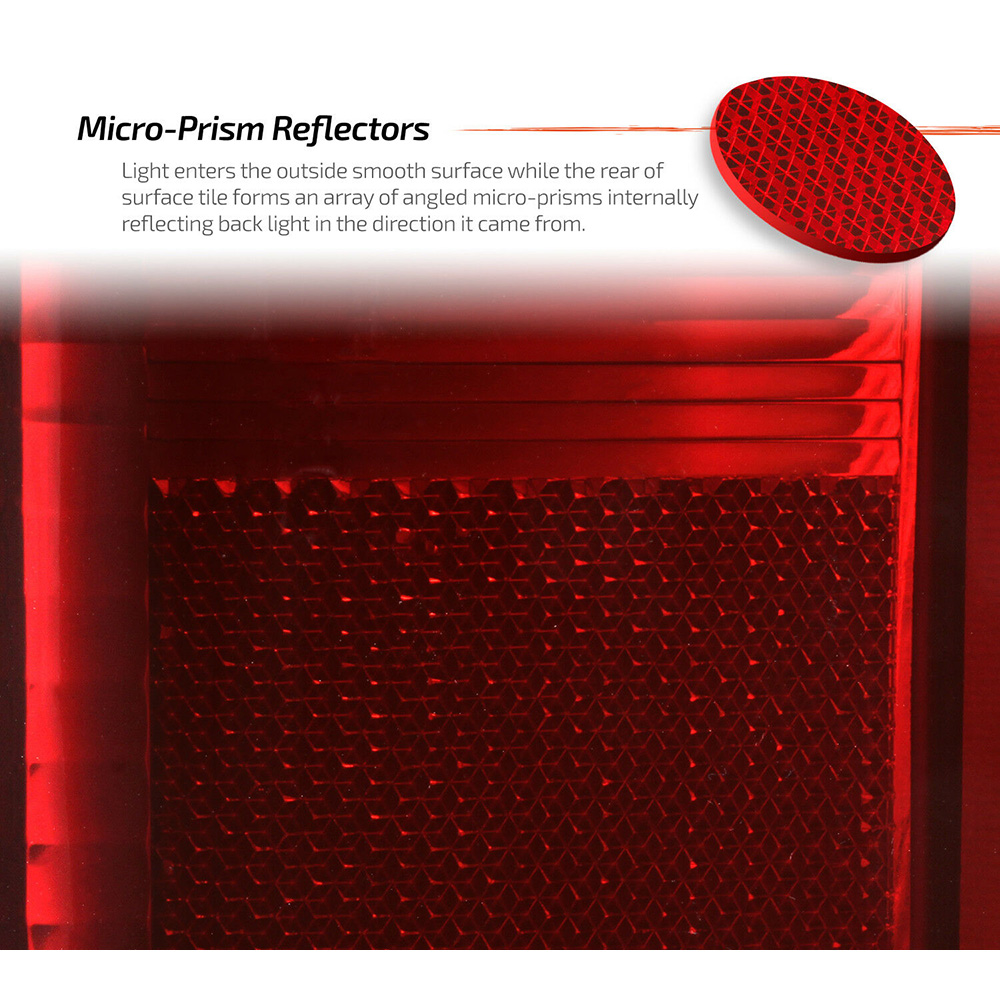 Micro-Prism Reflectors
Light enters the outside smooth surface while the rear of
surface tile forms an array of angled micro-prisms internally
reflecting back light in the direction it came from.